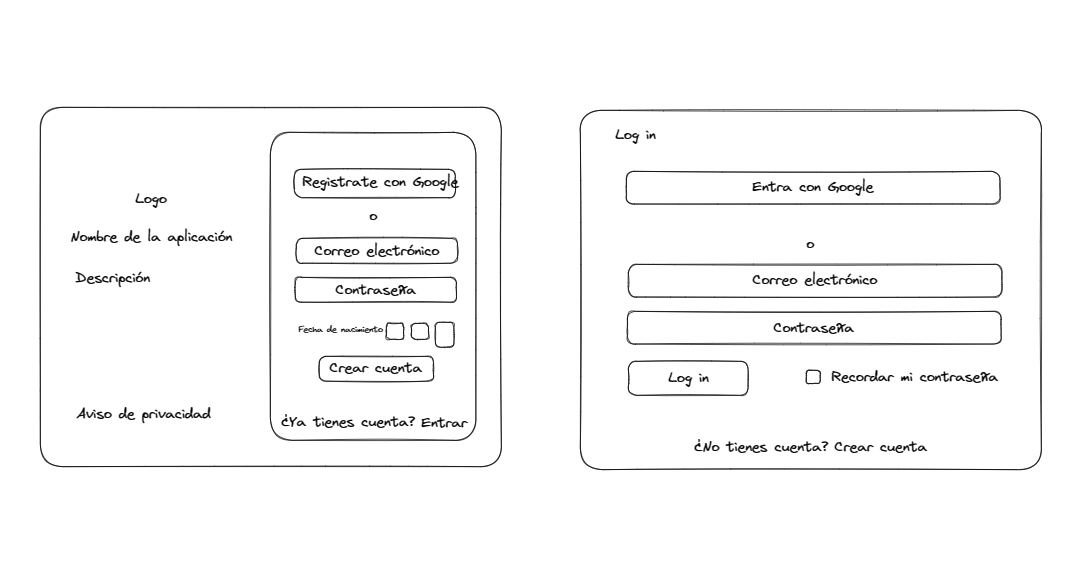 Logo
Nombre de la aplicación
Descripción
Aviso de privacidad
Registrate con Google
o
Correo electrónico
Contraseña
Fecha de nacimiento
Crear cuenta
¿Ya tienes cuenta? Entrar
Log in
Entra con Google
o
Correo electrónico
Contraseña
Log in
Recordar mi contraseña
¿No tienes cuenta? Crear cuenta